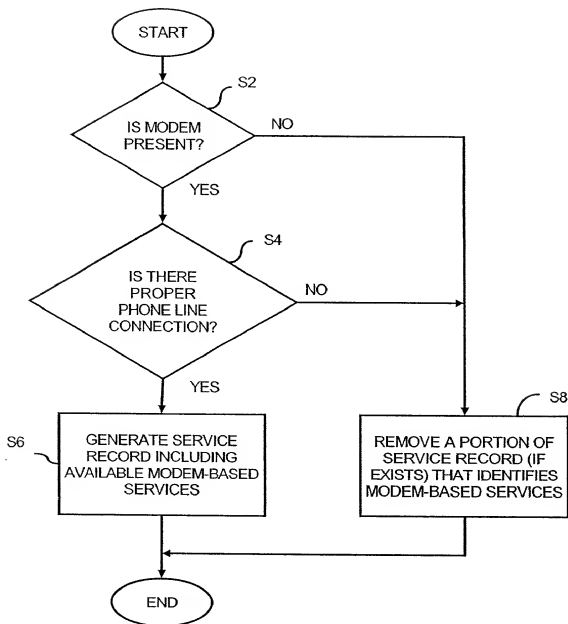 START
S2
IS MODEM
PRESENT?
NO
YES
S4
IS THERE
PROPER
PHONE LINE
CONNECTION?
NO
YES
S6
GENERATE SERVICE
RECORD INCLUDING
AVAILABLE MODEM-BASED
SERVICES
S8
REMOVE A PORTION OF
SERVICE RECORD (IF
EXISTS) THAT IDENTIFIES
MODEM-BASED SERVICES
END